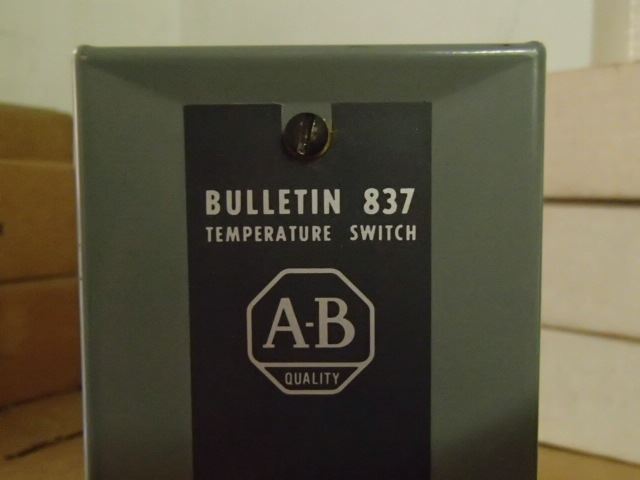 BULLETIN 837
TEMPERATURE SWITCH
A-B
QUALITY